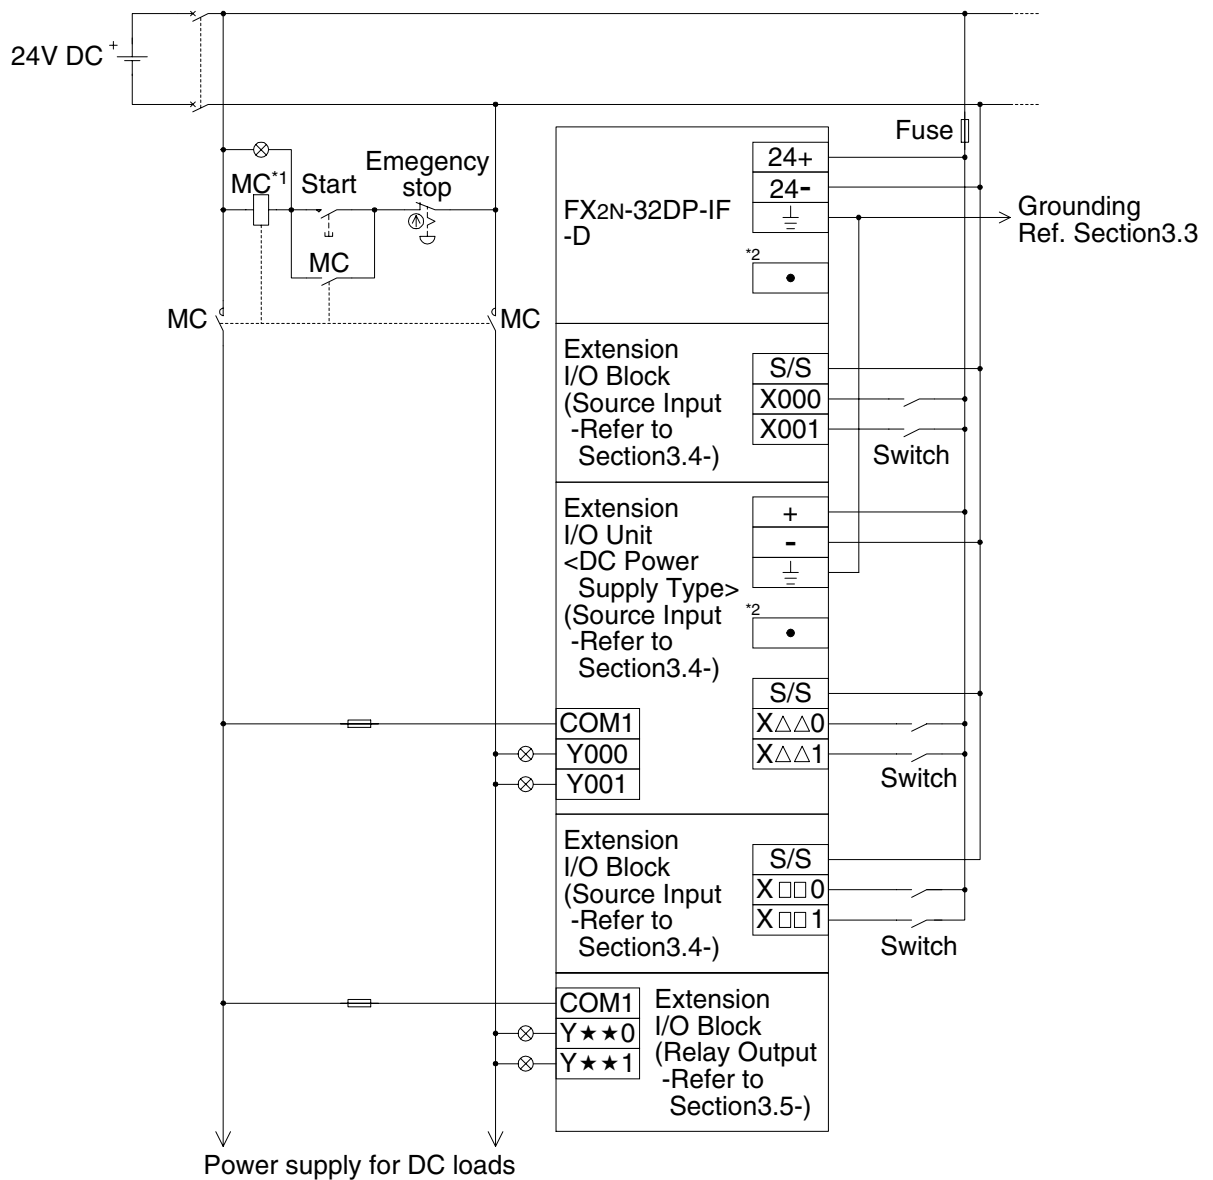 24V DC
+
Fuse
MC*1
Start
Emegency
stop
MC
MC
MC
FX2N-32DP-IF
-D
24+
24-
Grounding
Ref. Section3.3
*2
Extension
I/O Block
(Source Input
-Refer to
Section3.4-)
S/S
X000
X001
Switch
Extension
I/O Unit
<DC Power
Supply Type>
(Source Input
-Refer to
Section3.4-)
+
-
*2
S/S
X△△0
X△△1
Switch
COM1
Y000
Y001
Extension
I/O Block
(Source Input
-Refer to
Section3.4-)
S/S
X□□0
X□□1
Switch
COM1
Y★★0
Y★★1
Extension
I/O Block
(Relay Output
-Refer to
Section3.5-)
Power supply for DC loads